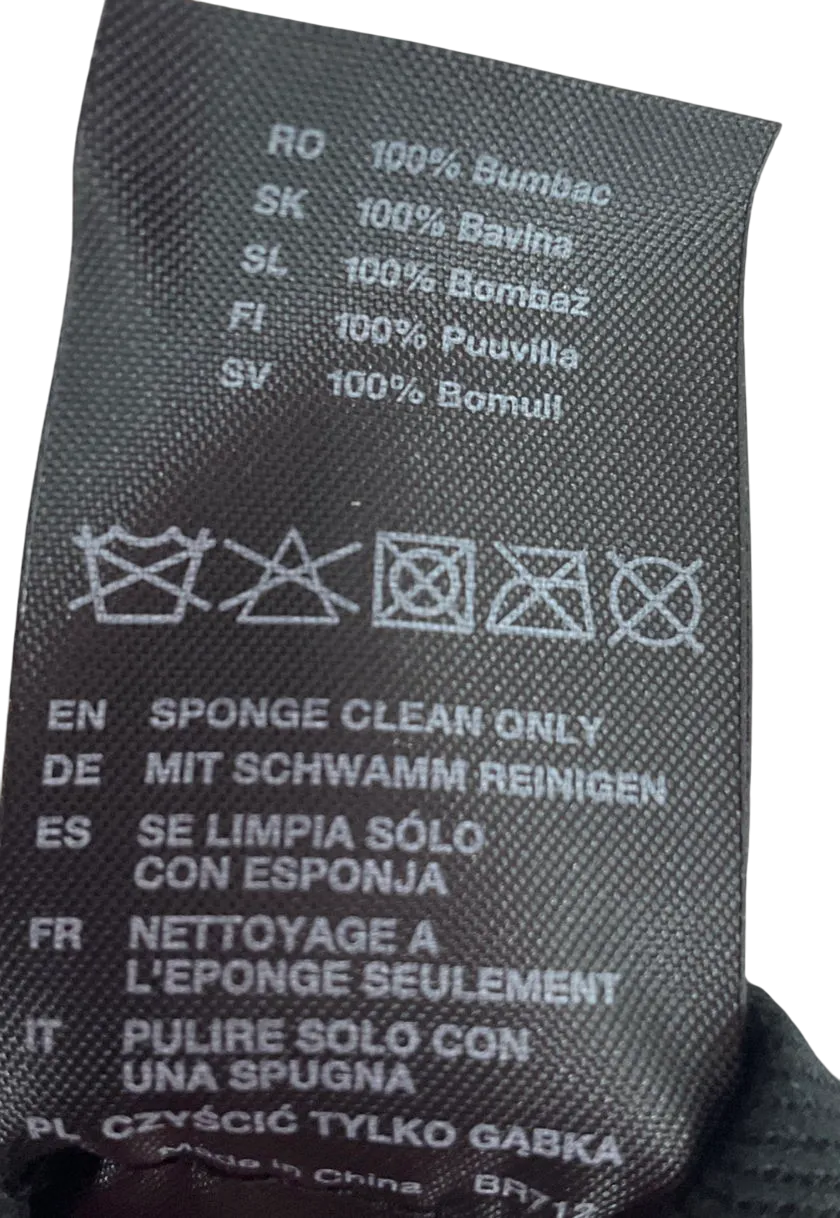 RO 100% Bumbac
SK 100% Bavlna
SL 100% Bombaž
FI 100% Puuvilla
SV 100% Bomull
EN SPONGE CLEAN ONLY
DE MIT SCHWAMM REINIGEN
ES SE LIMPIA SÓLO
CON ESPONJA
FR NETTOYAGE A
L'EPONGE SEULEMENT
IT PULIRE SOLO CON
UNA SPUGNA
PL CZYŚCIĆ TYLKO GĄBKĄ
Made in China BR712